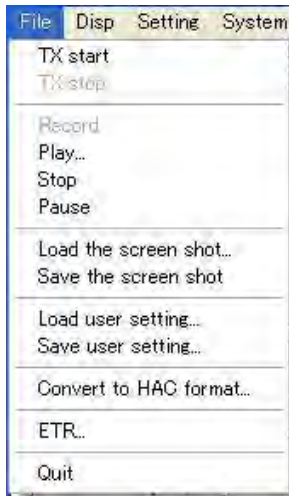 File Disp Setting System
TX start
TX stop
Record
Play...
Stop
Pause
Load the screen shot...
Save the screen shot
Load user setting...
Save user setting...
Convert to HAC format...
ETR...
Quit